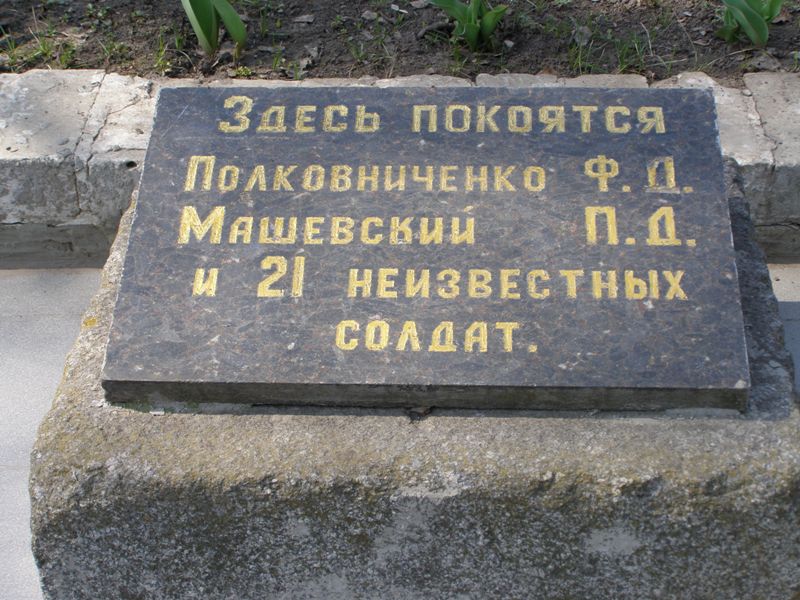 Здесь покоятся
Полковниченко Ф.Д.
Машевский П.Д.
и 21 неизвестных
солдат.